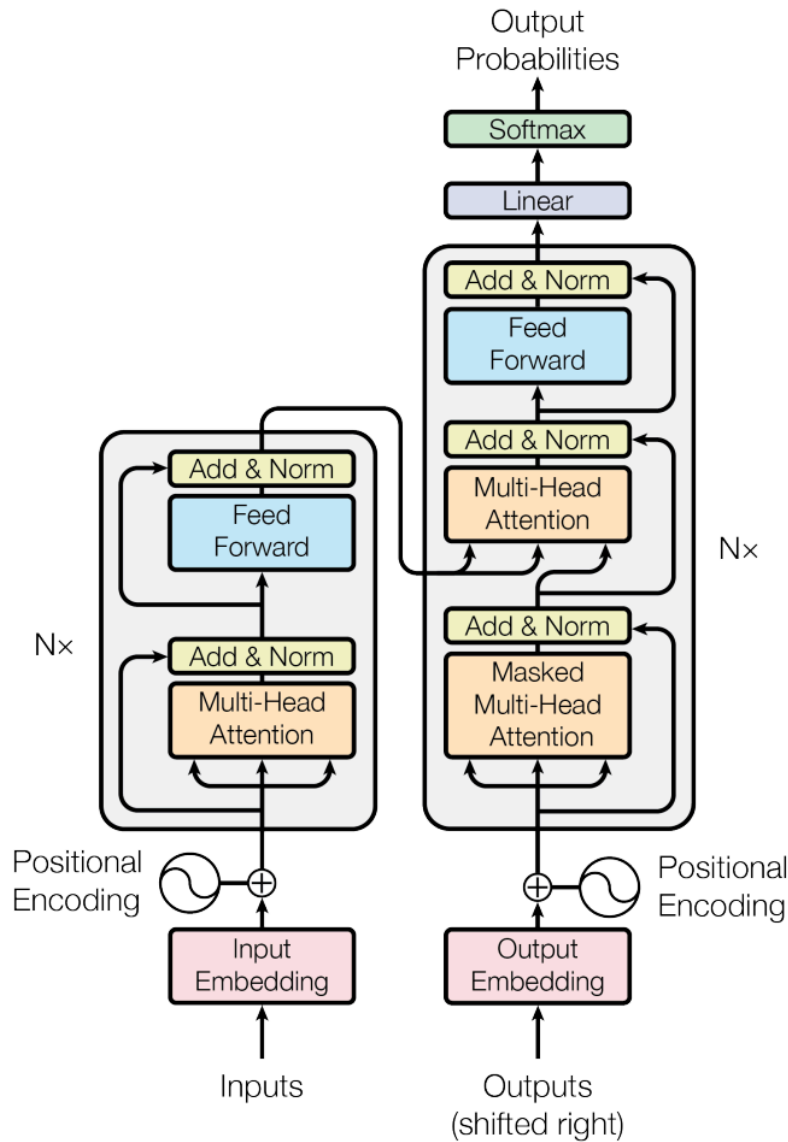 Output
Probabilities
Softmax
Linear
Add & Norm
Feed
Forward
Add & Norm
Multi-Head
Attention
Add & Norm
Masked
Multi-Head
Attention
Nx
Add & Norm
Feed
Forward
Add & Norm
Multi-Head
Attention
Nx
Positional
Encoding
Positional
Encoding
Input
Embedding
Output
Embedding
Inputs
Outputs
(shifted right)